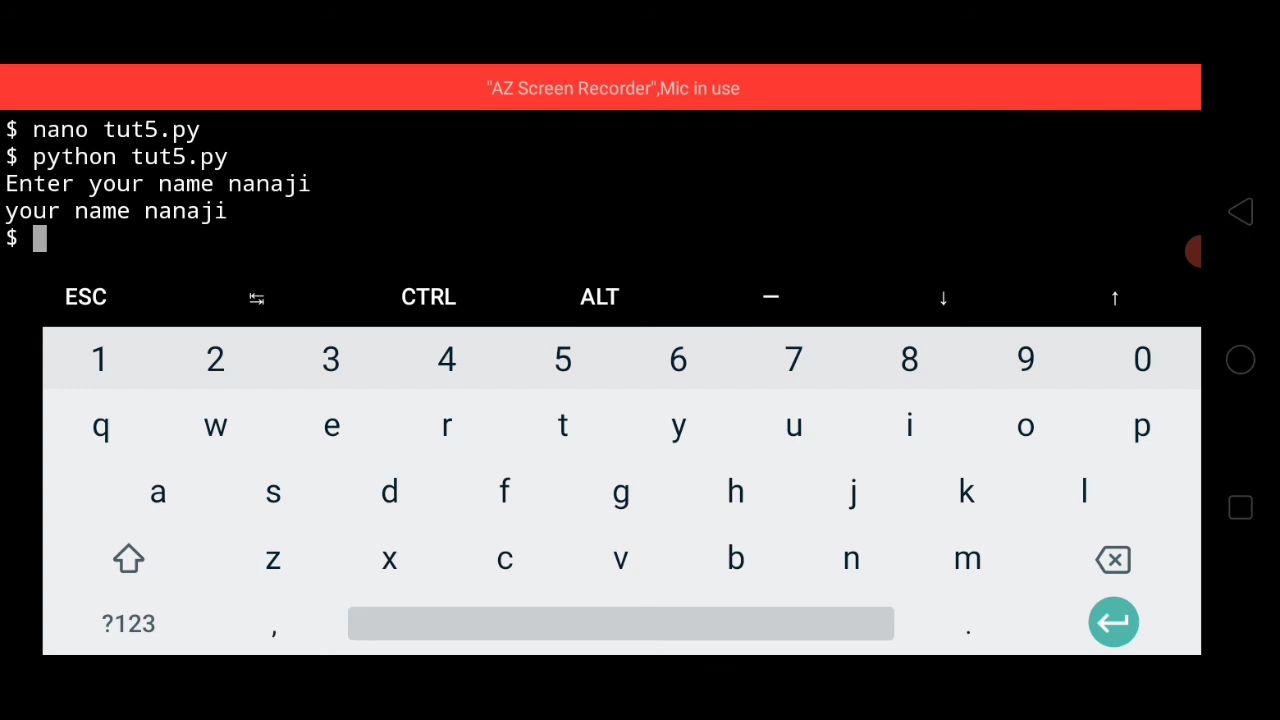 "AZ Screen Recorder",Mic in use
$ nano tut5.py
$ python tut5.py
Enter your name nanaji
your name nanaji
$
ESC ↹ CTRL ALT — ↓ ↑
1 2 3 4 5 6 7 8 9 0
q w e r t y u i o p
a s d f g h j k l
z x c v b n m
?123 , .